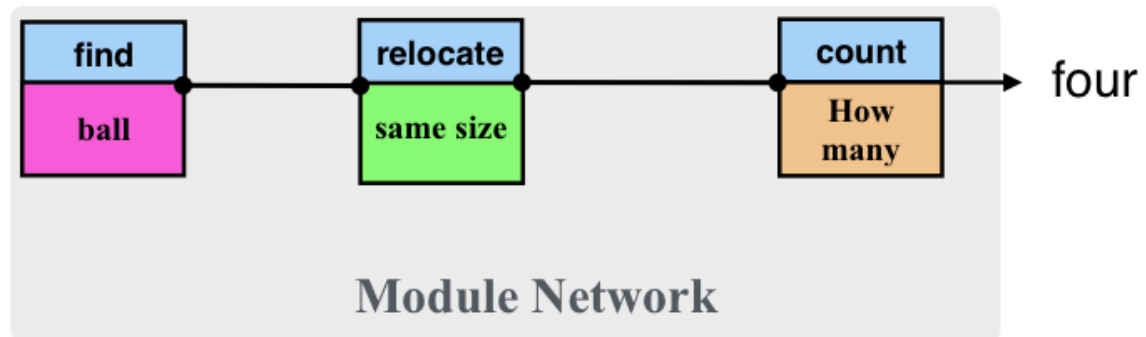 find
ball
relocate
same size
count
How
many
four
Module Network